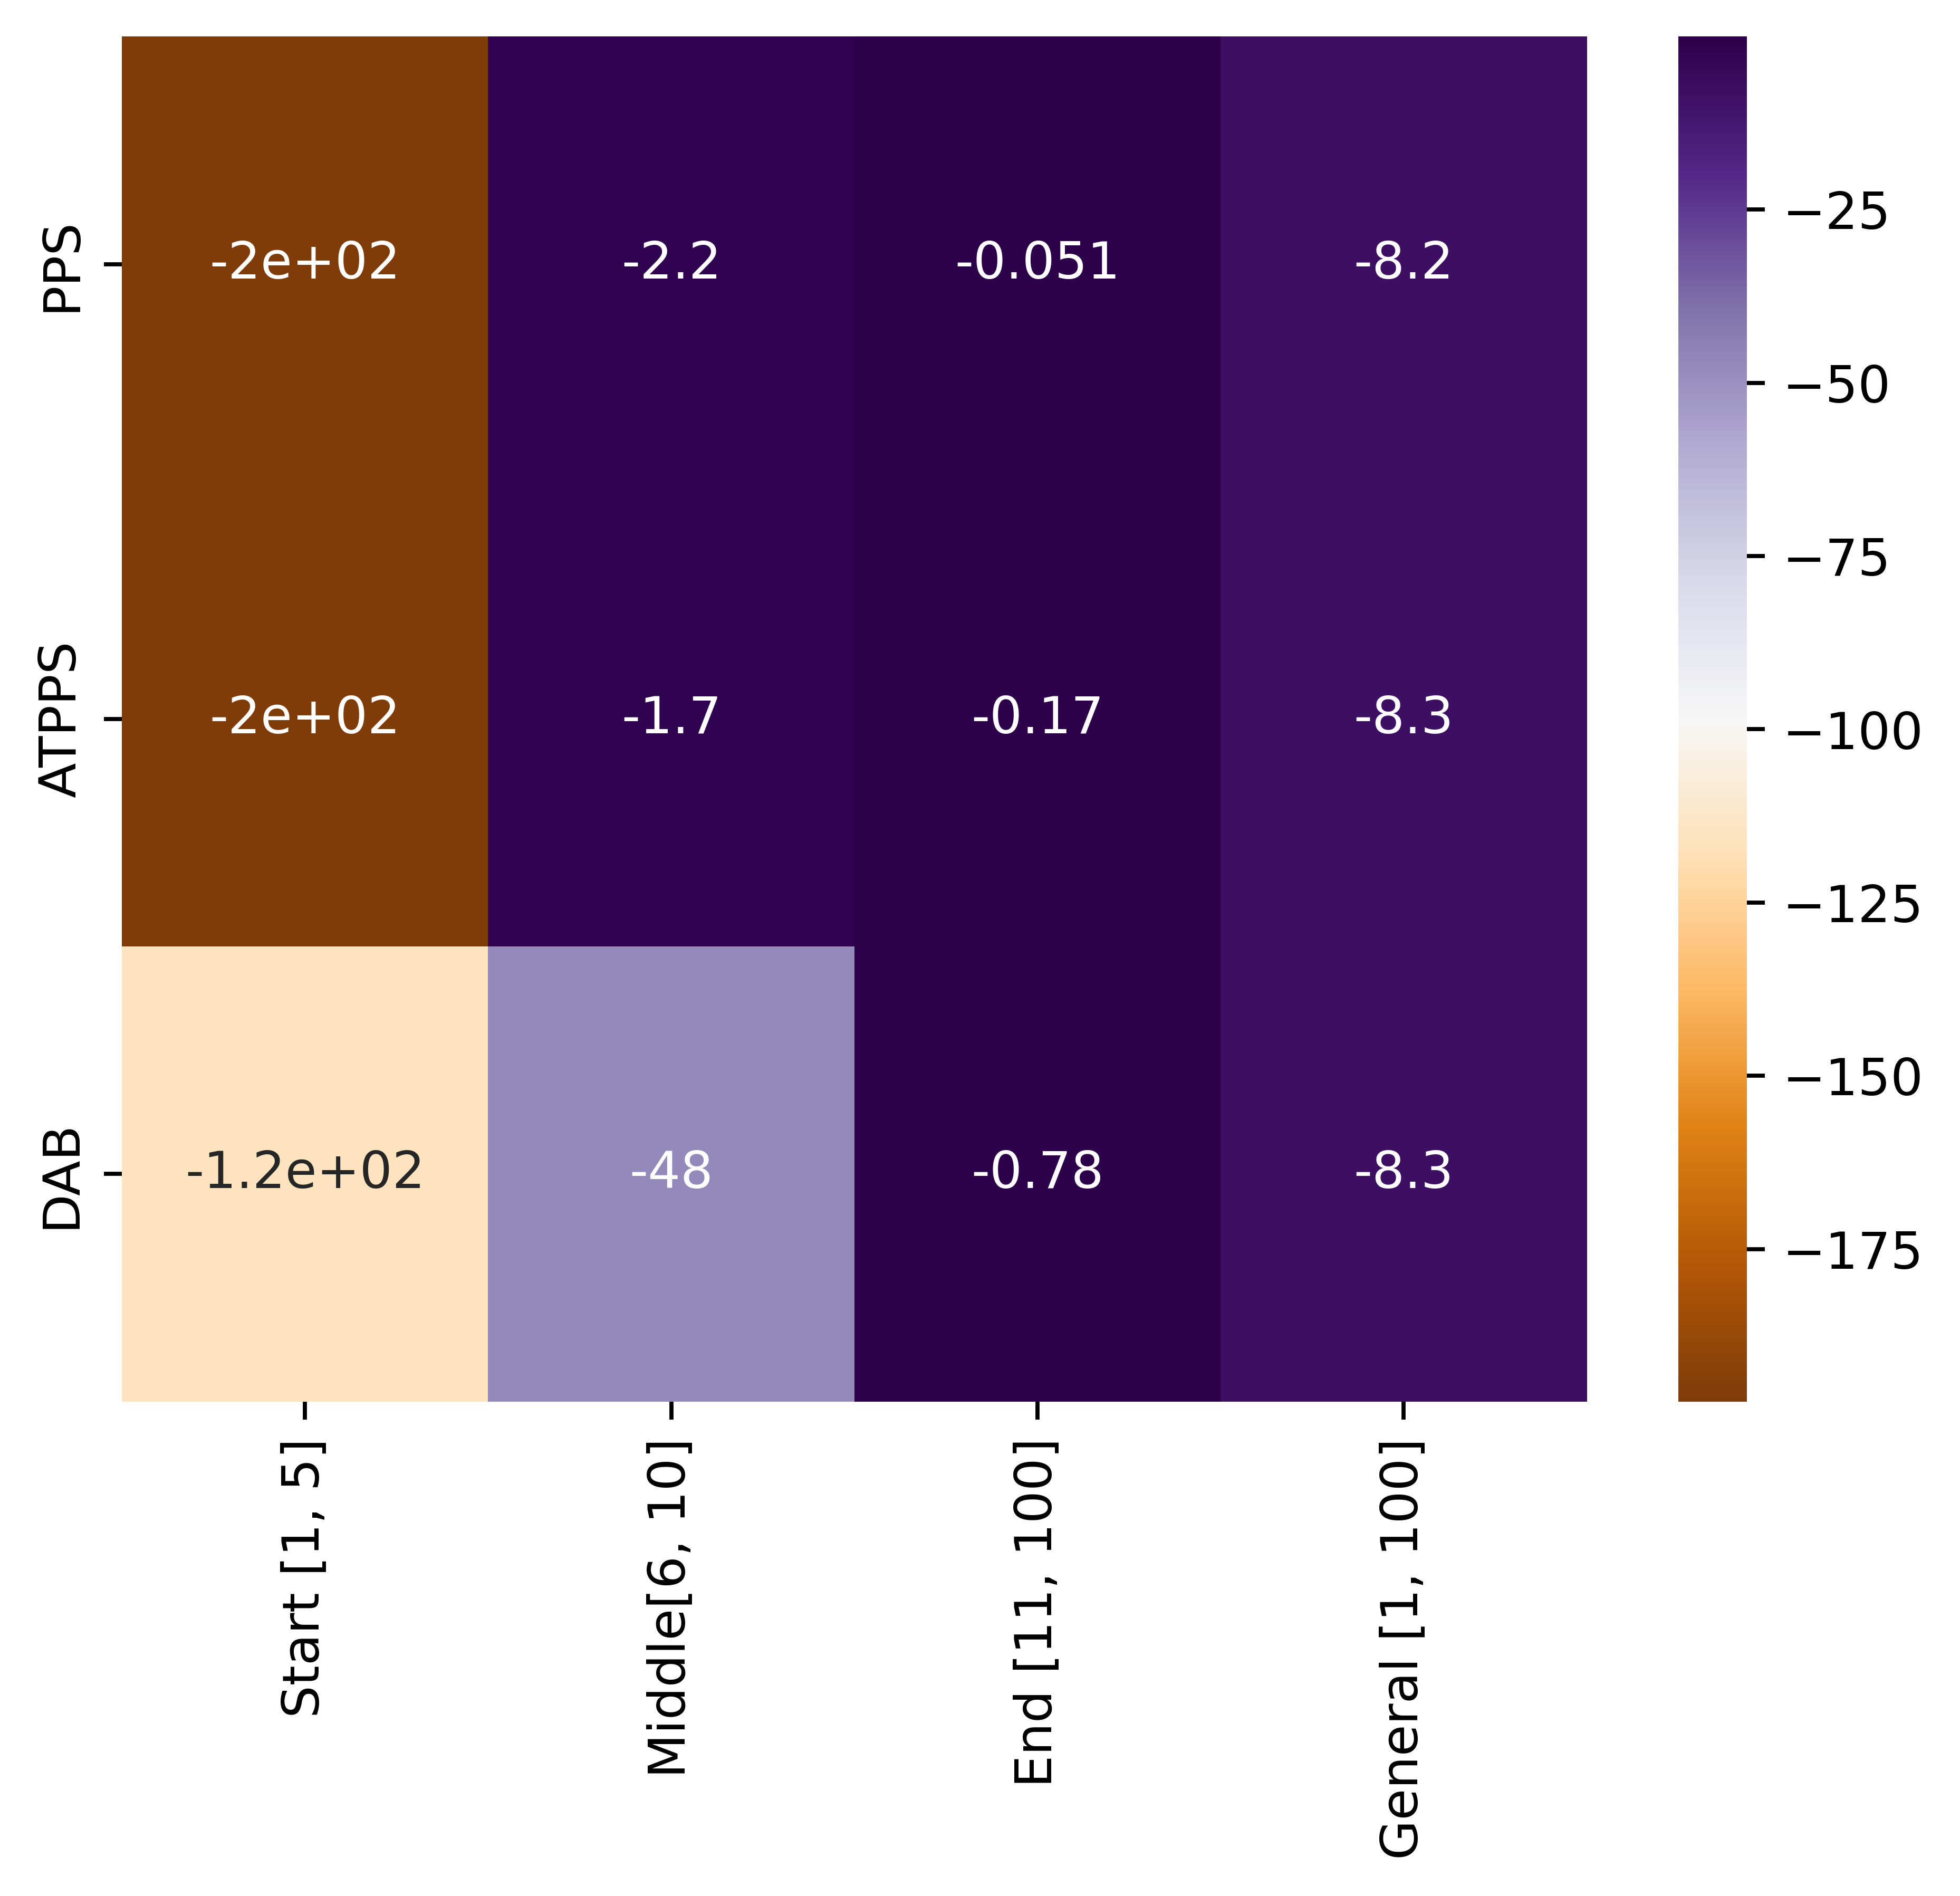 PPS
-2e+02
-2.2
-0.051
-8.2
ATPPS
-2e+02
-1.7
-0.17
-8.3
DAB
-1.2e+02
-48
-0.78
-8.3
Start [1, 5]
Middle[6, 10]
End [11, 100]
General [1, 100]
−25
−50
−75
−100
−125
−150
−175